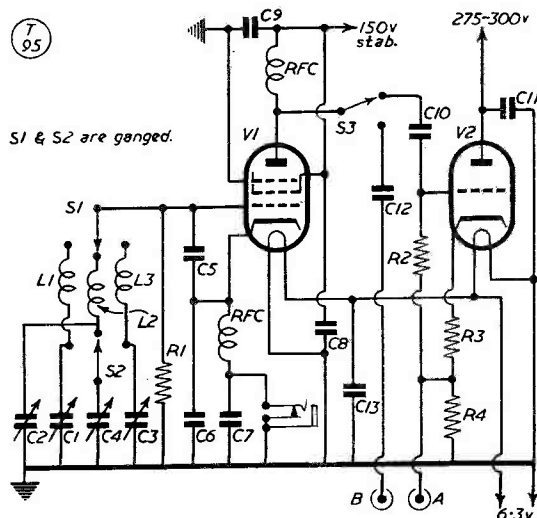 T
95
C9
150v
stab.
275-300v
RFC
C11
S1 & S2 are ganged.
V1
S3
C10
V2
S1
C12
L1
L3
C5
R2
L2
R1
RFC
R3
S2
C8
C2
C1
C4
C3
C6
C7
C13
R4
B
A
6·3v